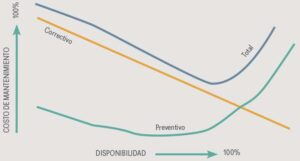 100%
COSTO DE MANTENIMIENTO
Correctivo
Total
Preventivo
DISPONIBILIDAD
100%